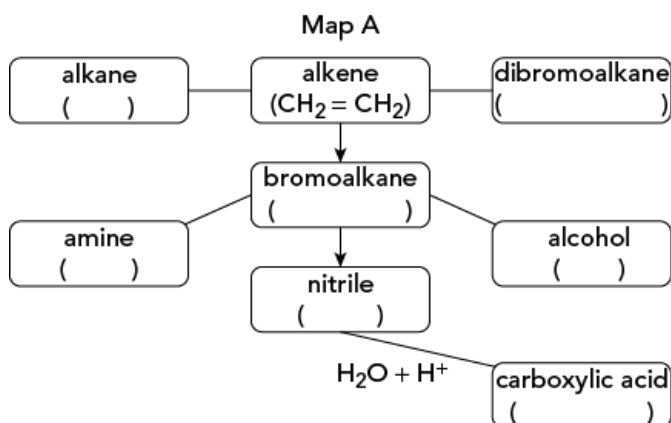 Map A
alkane
( )
alkene
(CH₂ = CH₂)
dibromoalkane
( )
bromoalkane
( )
amine
( )
alcohol
( )
nitrile
( )
H₂O + H⁺
carboxylic acid
( )